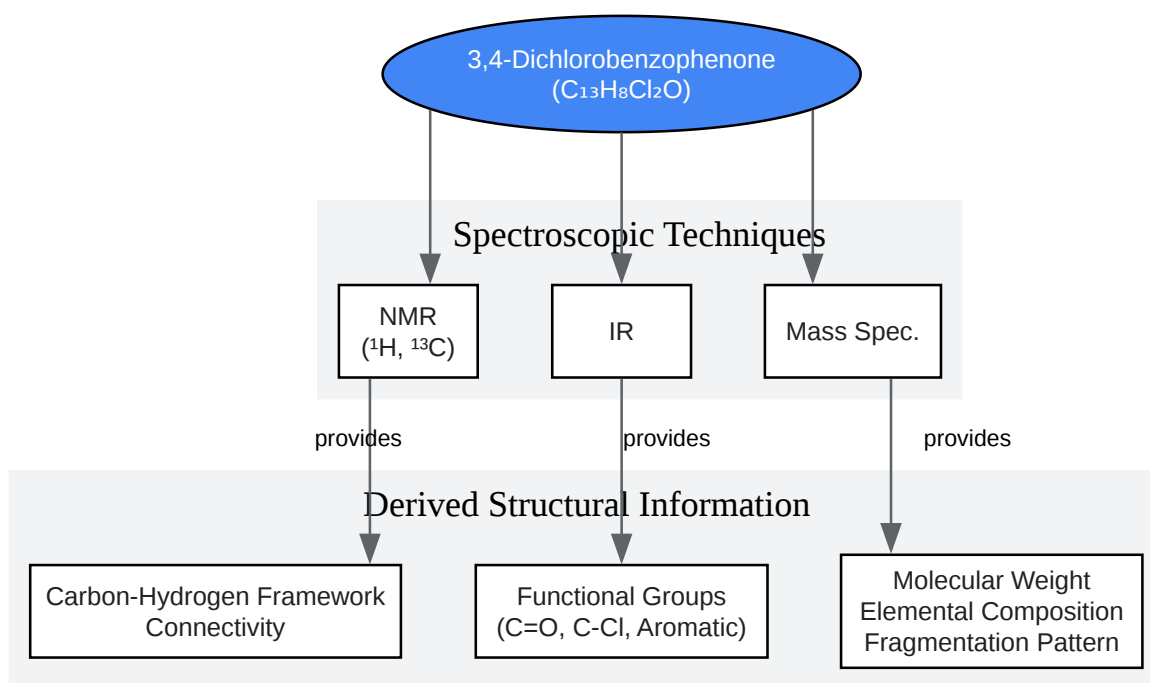 3,4-Dichlorobenzophenone
(C₁₃H₈Cl₂O)
Spectroscopic Techniques
NMR
(¹H, ¹³C)
IR
Mass Spec.
provides
provides
provides
Derived Structural Information
Carbon-Hydrogen Framework
Connectivity
Functional Groups
(C=O, C-Cl, Aromatic)
Molecular Weight
Elemental Composition
Fragmentation Pattern